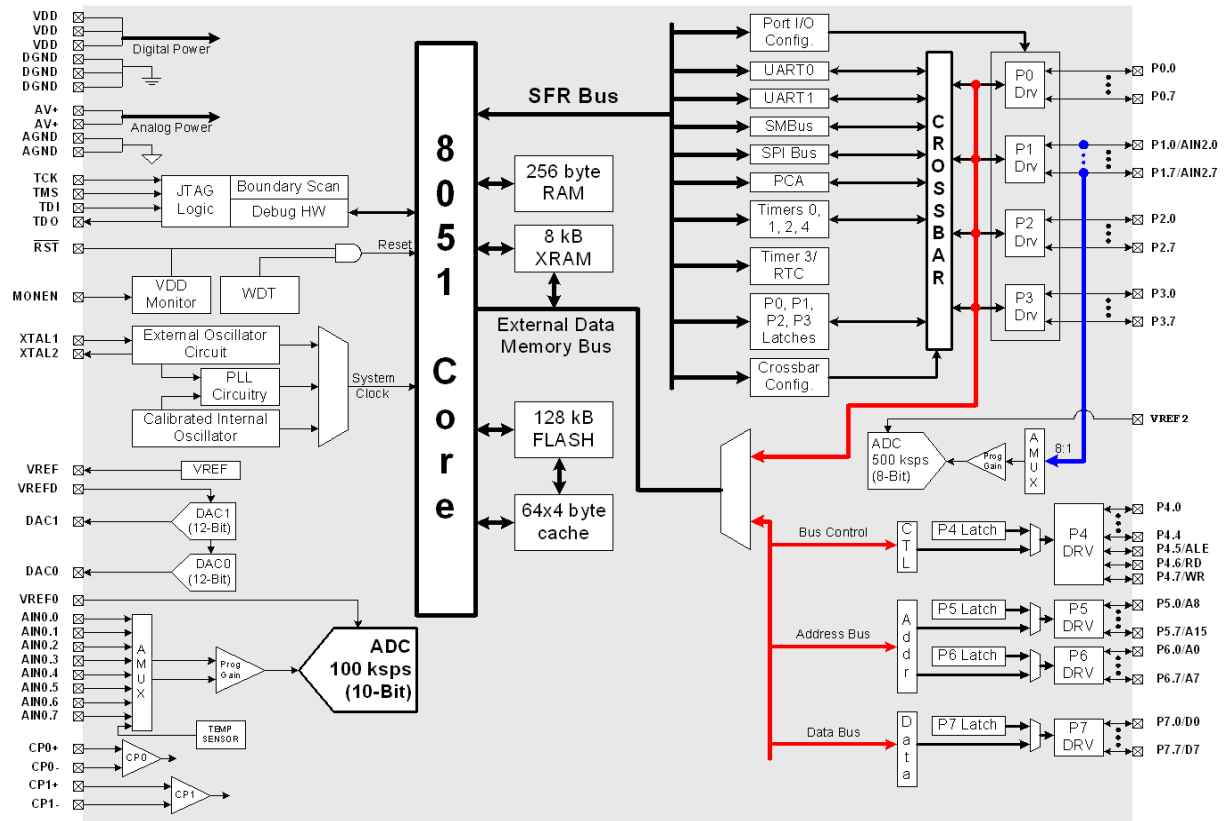 VDD
VDD
VDD
DGND
DGND
DGND
Digital Power
AV+
AV+
AGND
AGND
Analog Power
TCK
TMS
TDI
TDO
JTAG
Logic
Boundary Scan
Debug HW
RST
Reset
MONEN
VDD
Monitor
WDT
XTAL1
XTAL2
External Oscillator
Circuit
PLL
Circuitry
Calibrated Internal
Oscillator
System
Clock
VREF
VREF
VREFD
DAC1
DAC1
(12-Bit)
DAC0
DAC0
(12-Bit)
VREF0
AIN0.0
AIN0.1
AIN0.2
AIN0.3
AIN0.4
AIN0.5
AIN0.6
AIN0.7
AMUX
Prog
Gain
ADC
100 ksps
(10-Bit)
TEMP
SENSOR
CP0+
CP0-
CP0
CP1+
CP1-
CP1
8051 Core
SFR Bus
256 byte
RAM
8 kB
XRAM
External Data
Memory Bus
128 kB
FLASH
64x4 byte
cache
Port I/O
Config.
UART0
UART1
SMBus
SPI Bus
PCA
Timers 0,
1, 2, 4
Timer 3/
RTC
P0, P1,
P2, P3
Latches
Crossbar
Config.
CROSSBAR
P0
Drv
P1
Drv
P2
Drv
P3
Drv
P0.0
P0.7
P1.0/AIN2.0
P1.7/AIN2.7
P2.0
P2.7
P3.0
P3.7
VREF2
ADC
500 ksps
(8-Bit)
Prog
Gain
AMUX
8:1
Bus Control
CTL
P4 Latch
P4
DRV
P4.0
P4.4
P4.5/ALE
P4.6/RD
P4.7/WR
Address Bus
Addr
P5 Latch
P5
DRV
P5.0/A8
P5.7/A15
P6 Latch
P6
DRV
P6.0/A0
P6.7/A7
Data Bus
Data
P7 Latch
P7
DRV
P7.0/D0
P7.7/D7